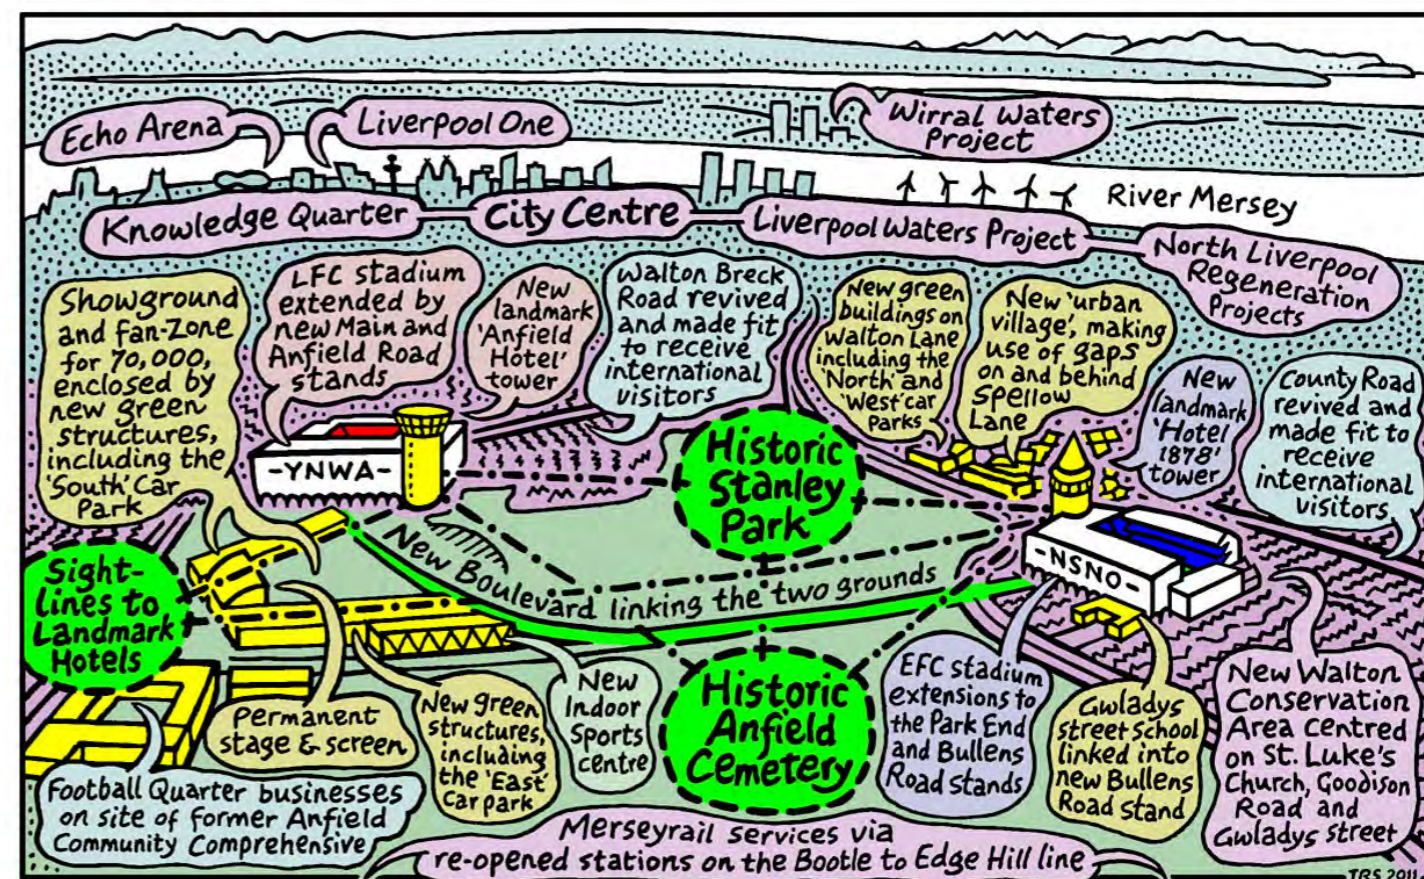 Echo Arena
Liverpool One
Wirral Waters
Project
River Mersey
Knowledge Quarter
City Centre
Liverpool Waters Project
North Liverpool
Regeneration
Projects
Showground
and fan-zone
for 70,000,
enclosed by
new green
structures,
including the
'South' Car
Park
LFC stadium
extended by
new Main and
Anfield Road
stands
New
landmark
'Anfield
Hotel'
tower
Walton Breck
Road revived
and made fit
to receive
international
visitors
New green
buildings on
Walton Lane
including the
'North' and
'West' car
Parks
New 'urban
village', making
use of gaps
on and behind
Spellow
Lane
New
landmark
'Hotel
1878'
tower
County Road
revived and
made fit to
receive
international
visitors
-YNWA-
Historic
Stanley
Park
-NSNO-
New Boulevard linking the two grounds
Sight-
lines to
Landmark
Hotels
Permanent
stage & screen
New green
structures,
including
the 'East'
Car park
New
Indoor
Sports
centre
Historic
Anfield
Cemetery
EFC stadium
extensions to
the Park End
and Bullens
Road Stands
Gwladys
street school
linked into
new Bullens
Road Stand
New Walton
Conservation
Area Centred
on St. Luke's
Church, Goodison
Road and
Gwladys street
Football Quarter businesses
on site of former Anfield
Community Comprehensive
Merseyrail services via
re-opened stations on the Bootle to Edge Hill line
TRS 2011